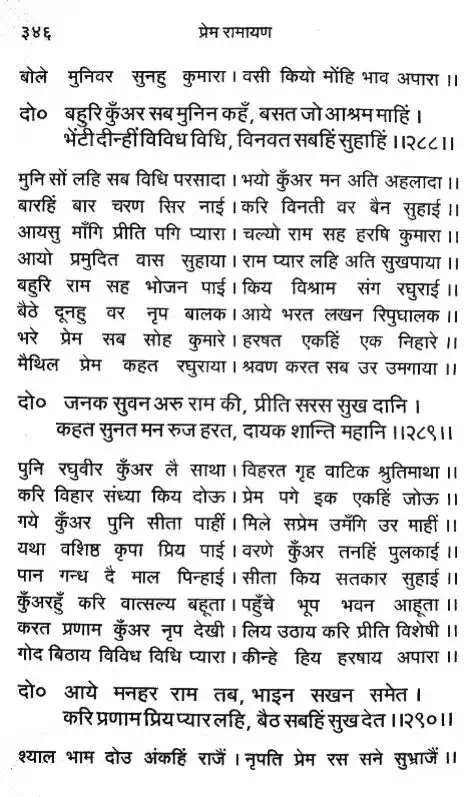 ३४६ प्रेम रामायण
बोले मुनिवर सुनहु कुमारा । वसी कियो मोंहि भाव अपारा ।।
दो० बहुरि कुँअर सब मुनिन कहँ, बसत जो आश्रम माहिं ।
भेंटी दीन्हीं विविध विधि, विनवत सबहिं सुहाहिं ।।२८८।।
मुनि सों लहि सब विधि परसादा । भयो कुँअर मन अति अहलादा ।।
बारहिं बार चरण सिर नाई । करि विनती वर बैन सुहाई ।।
आयसु माँगि प्रीति पगि प्यारा । चल्यो राम सह हरषि कुमारा ।।
आयो प्रमुदित वास सुहाया । राम प्यार लहि अति सुखपाया ।।
बहुरि राम सह भोजन पाई । किय विश्राम संग रघुराई ।।
बैठे दूनहु वर नृप बालक । आये भरत लखन रिपुघालक ।।
भरे प्रेम सब सोह कुमारे । हरषत एकहिं एक निहारे ।।
मैथिल प्रेम कहत रघुराया । श्रवण करत सब उर उमगाया ।।
दो० जनक सुवन अरु राम की, प्रीति सरस सुख दानि ।
कहत सुनत मन रुज हरत, दायक शान्ति महानि ।।२८९।।
पुनि रघुवीर कुँअर लै साथा । विहरत गृह वाटिक श्रुतिमाथा ।।
करि विहार संध्या किय दोऊ । प्रेम पगे इक एकहिं जोऊ ।।
गये कुँअर पुनि सीता पाहीं । मिले सप्रेम उमँगि उर माहीं ।।
यथा वशिष्ठ कृपा प्रिय पाई । वरणे कुँअर तनहिं पुलकाई ।।
पान गन्ध दै माल पिन्हाई । सीता किय सतकार सुहाई ।।
कुँअरहुँ करि वात्सल्य बहूता । पहुँचे भूप भवन आहूता ।।
करत प्रणाम कुँअर नृप देखी । लिय उठाय करि प्रीति विशेषी ।।
गोद बिठाय विविध विधि प्यारा । कीन्हे हिय हरषाय अपारा ।।
दो० आये मनहर राम तब, भाइन सखन समेत ।
करि प्रणाम प्रिय प्यार लहि, बैठ सबहिं सुख देत ।।२९०।।
श्याल भाम दोउ अंकहिं राजैं । नृपति प्रेम रस सने सुभ्राजैं ।।